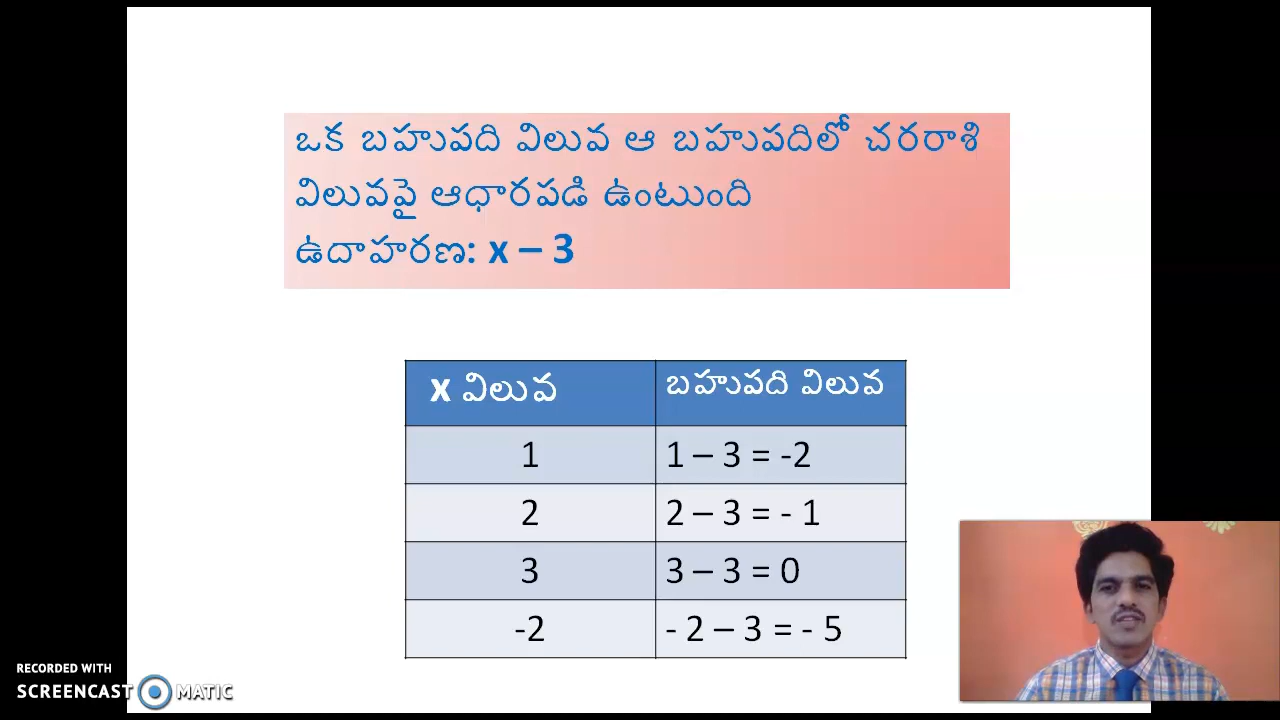 ఒక బహుపది విలువ ఆ బహుపదిలో చరరాశి
విలువపై ఆధారపడి ఉంటుంది
ఉదాహరణ: x – 3
x విలువ బహుపది విలువ
1 1 – 3 = -2
2 2 – 3 = - 1
3 3 – 3 = 0
-2 - 2 – 3 = - 5
RECORDED WITH
SCREENCAST MATIC